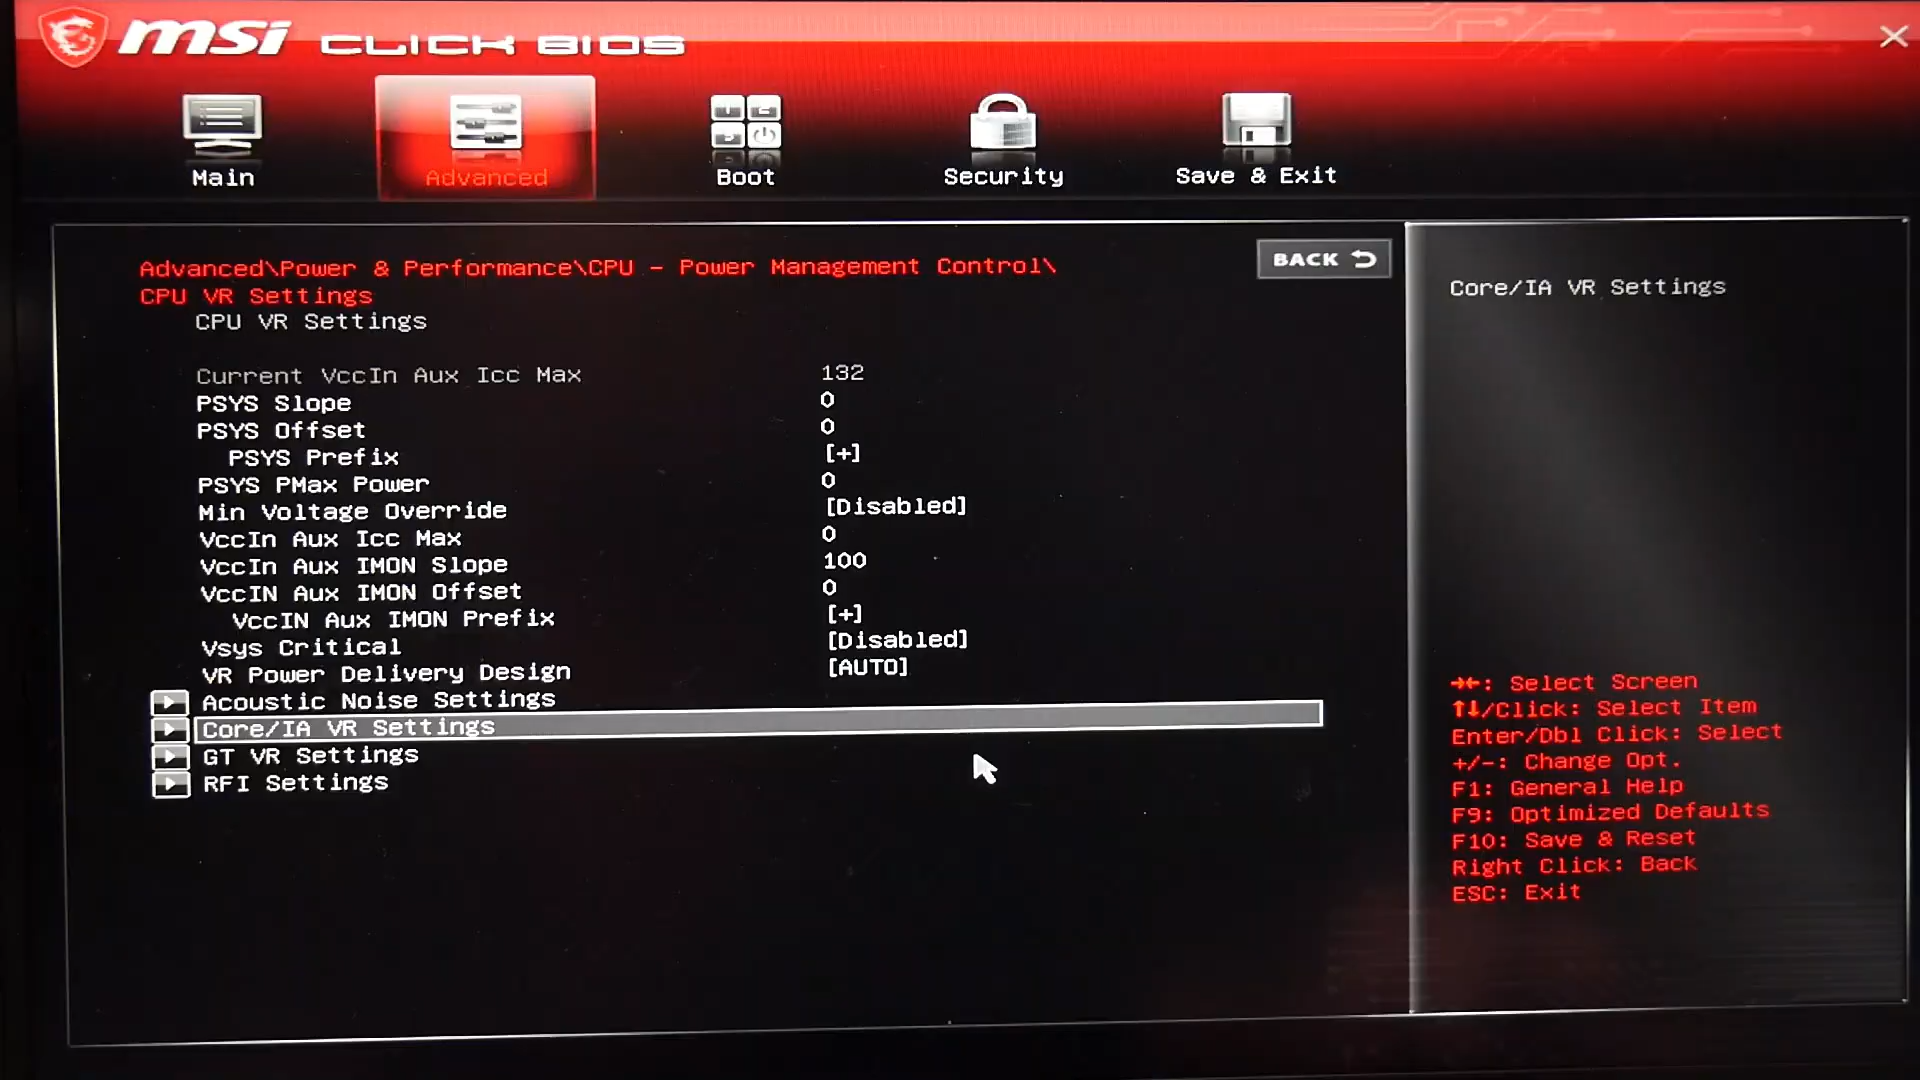 msi CLICK BIOS
Main
Advanced
Boot
Security
Save & Exit
Advanced\Power & Performance\CPU - Power Management Control\
CPU VR Settings
BACK
CPU VR Settings
Current VccIn Aux Icc Max 132
PSYS Slope 0
PSYS Offset 0
PSYS Prefix [+]
PSYS PMax Power 0
Min Voltage Override [Disabled]
VccIn Aux Icc Max 0
VccIn Aux IMON Slope 100
VccIN Aux IMON Offset 0
VccIN Aux IMON Prefix [+]
Vsys Critical [Disabled]
VR Power Delivery Design [AUTO]
Acoustic Noise Settings
Core/IA VR Settings
GT VR Settings
RFI Settings
Core/IA VR Settings
→←: Select Screen
↑↓/Click: Select Item
Enter/Dbl Click: Select
+/-: Change Opt.
F1: General Help
F9: Optimized Defaults
F10: Save & Reset
Right Click: Back
ESC: Exit